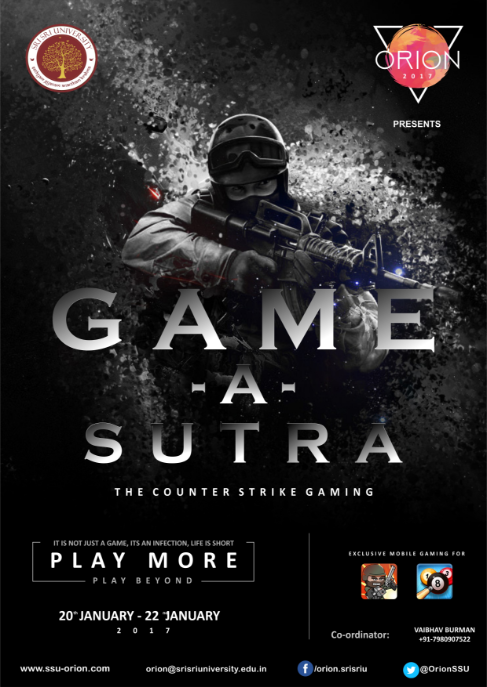 SRI SRI UNIVERSITY
ORION
2017
PRESENTS
GAME
-A-
SUTRA
THE COUNTER STRIKE GAMING
IT IS NOT JUST A GAME, ITS AN INFECTION, LIFE IS SHORT
PLAY MORE
PLAY BEYOND
20th JANUARY - 22 JANUARY
2017
EXCLUSIVE MOBILE GAMING FOR
8
Co-ordinator:
VAIBHAV BURMAN
+91-7980907522
www.ssu-orion.com
orion@srisriuniversity.edu.in
f /orion.srisriu
@OrionSSU